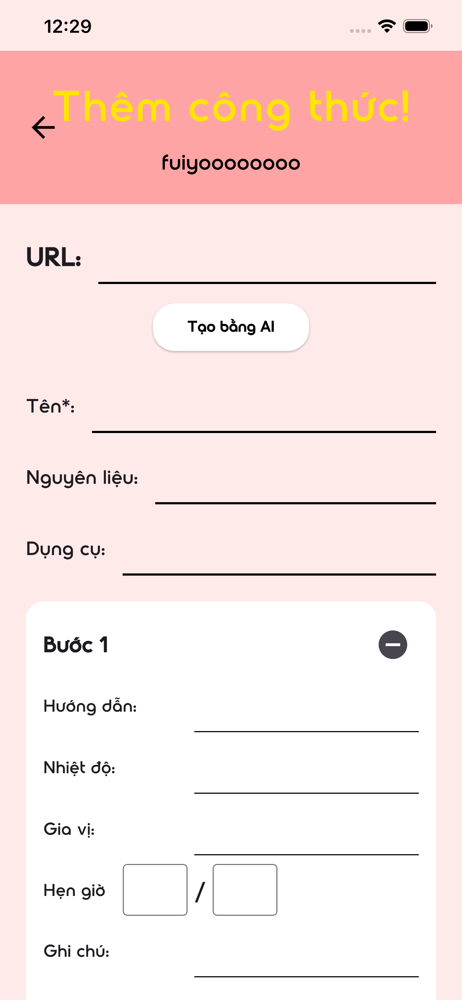 12:29
Thêm công thức!
fuiyoooooooo
URL:
Tạo bằng AI
Tên*:
Nguyên liệu:
Dụng cụ:
Bước 1
Hướng dẫn:
Nhiệt độ:
Gia vị:
Hẹn giờ /
Ghi chú: